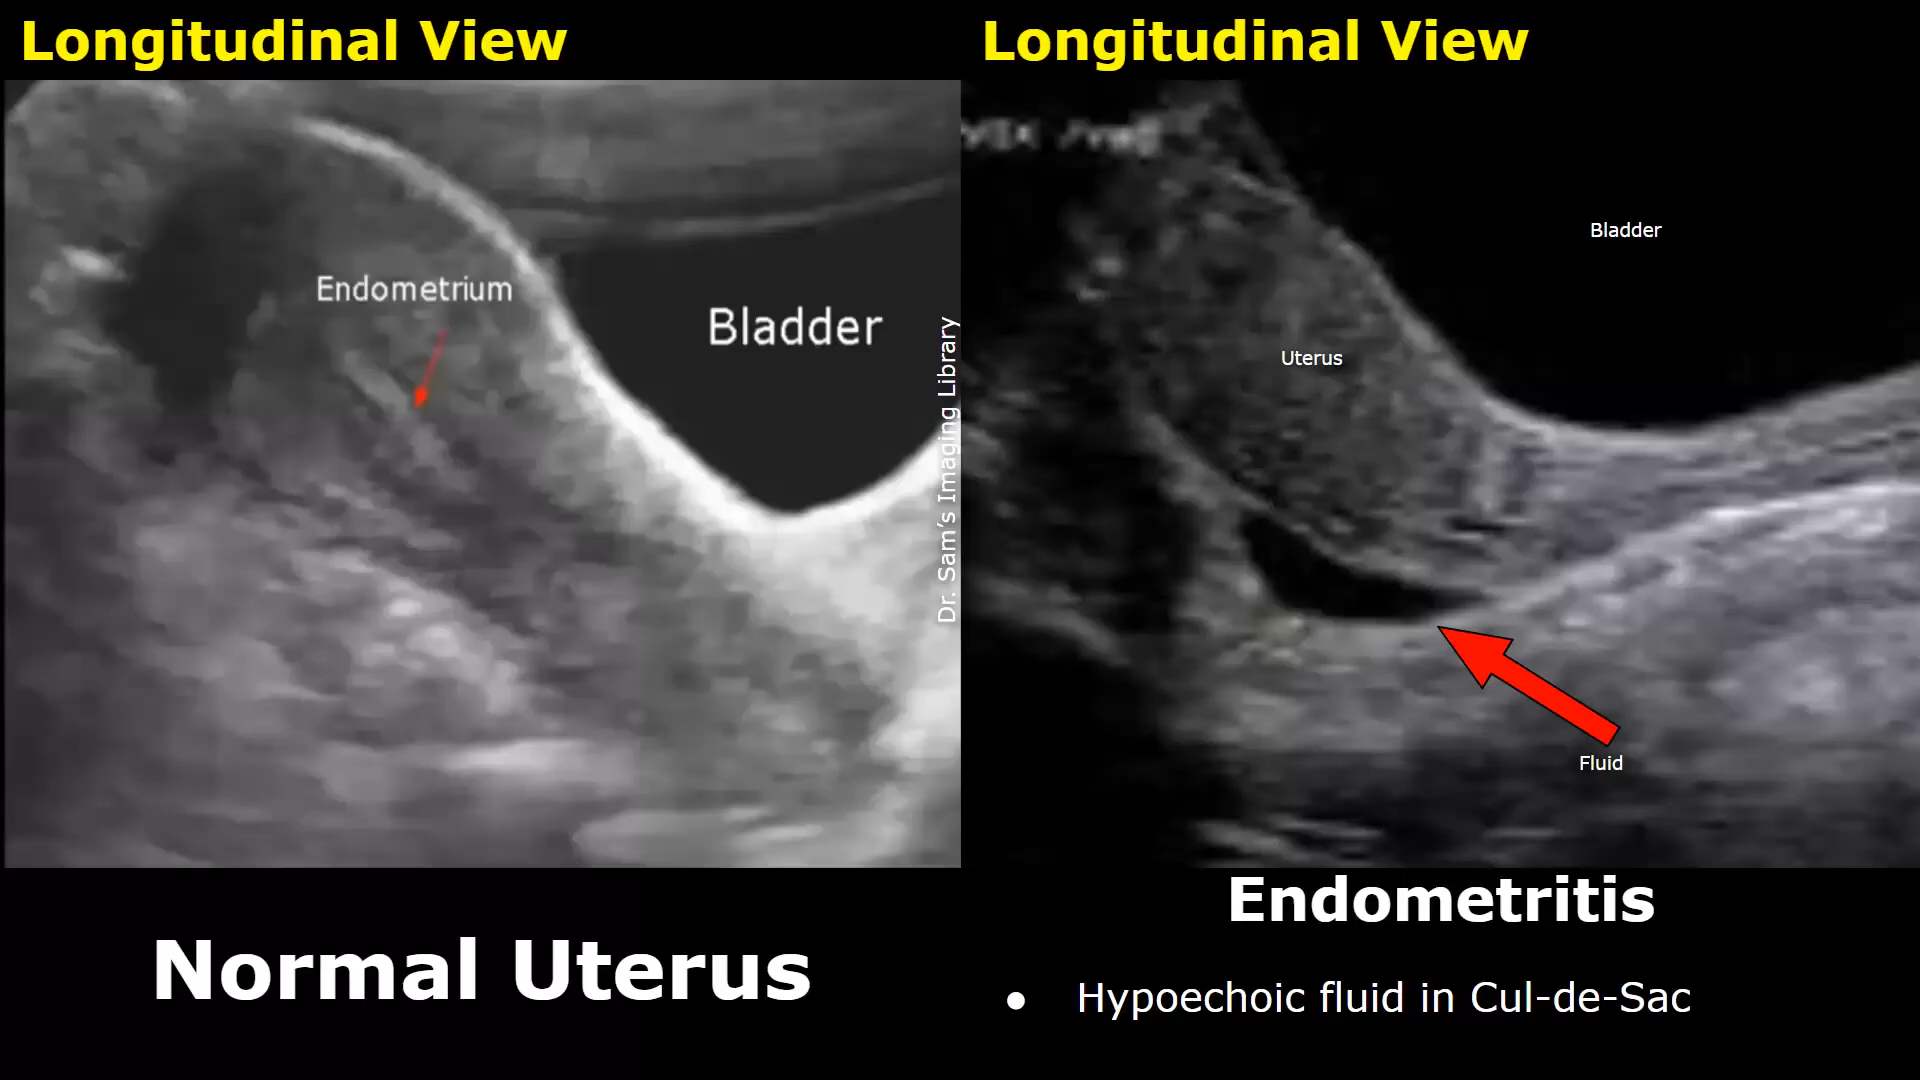 Longitudinal View
Longitudinal View
Endometrium
Bladder
Dr. Sam's Imaging Library
Bladder
Uterus
Fluid
Normal Uterus
Endometritis
● Hypoechoic fluid in Cul-de-Sac